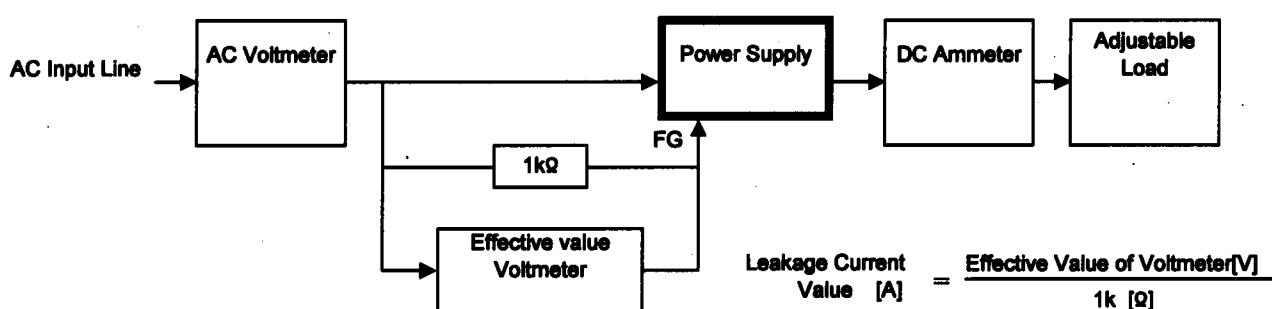 AC Input Line
AC Voltmeter
Power Supply
DC Ammeter
Adjustable
Load
FG
1kΩ
Effective value
Voltmeter
Leakage Current
Value [A]
=
Effective Value of Voltmeter[V]
1k [Ω]